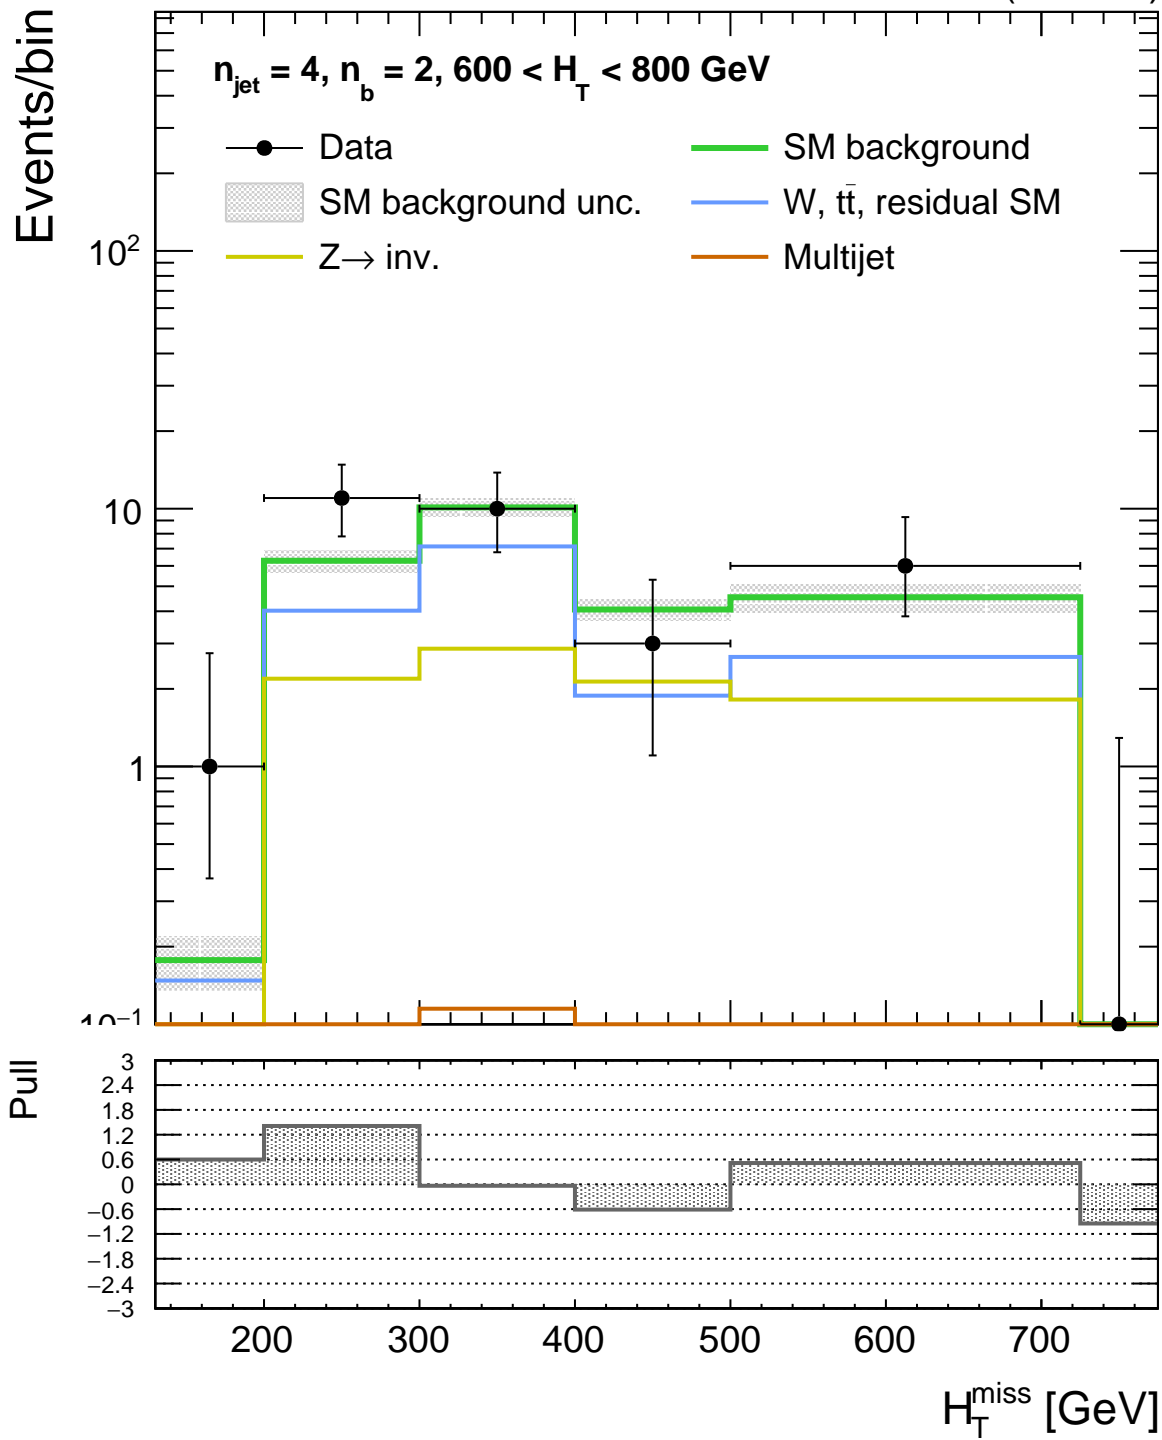 n_jet = 4, n_b = 2, 600 < H_T < 800 GeV
Data
SM background
SM background unc.
W, tt̄, residual SM
Z→ inv.
Multijet
Events/bin
10²
10
1
10⁻¹
Pull
3
2.4
1.8
1.2
0.6
0
−0.6
−1.2
−1.8
−2.4
−3
200 300 400 500 600 700
H_T^miss [GeV]